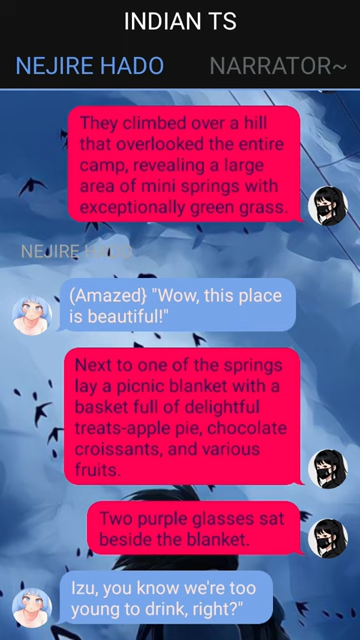 INDIAN TS
NEJIRE HADO NARRATOR~
They climbed over a hill
that overlooked the entire
camp, revealing a large
area of mini springs with
exceptionally green grass.
NEJIRE HADO
(Amazed} "Wow, this place
is beautiful!"
Next to one of the springs
lay a picnic blanket with a
basket full of delightful
treats-apple pie, chocolate
croissants, and various
fruits.
Two purple glasses sat
beside the blanket.
Izu, you know we're too
young to drink, right?"